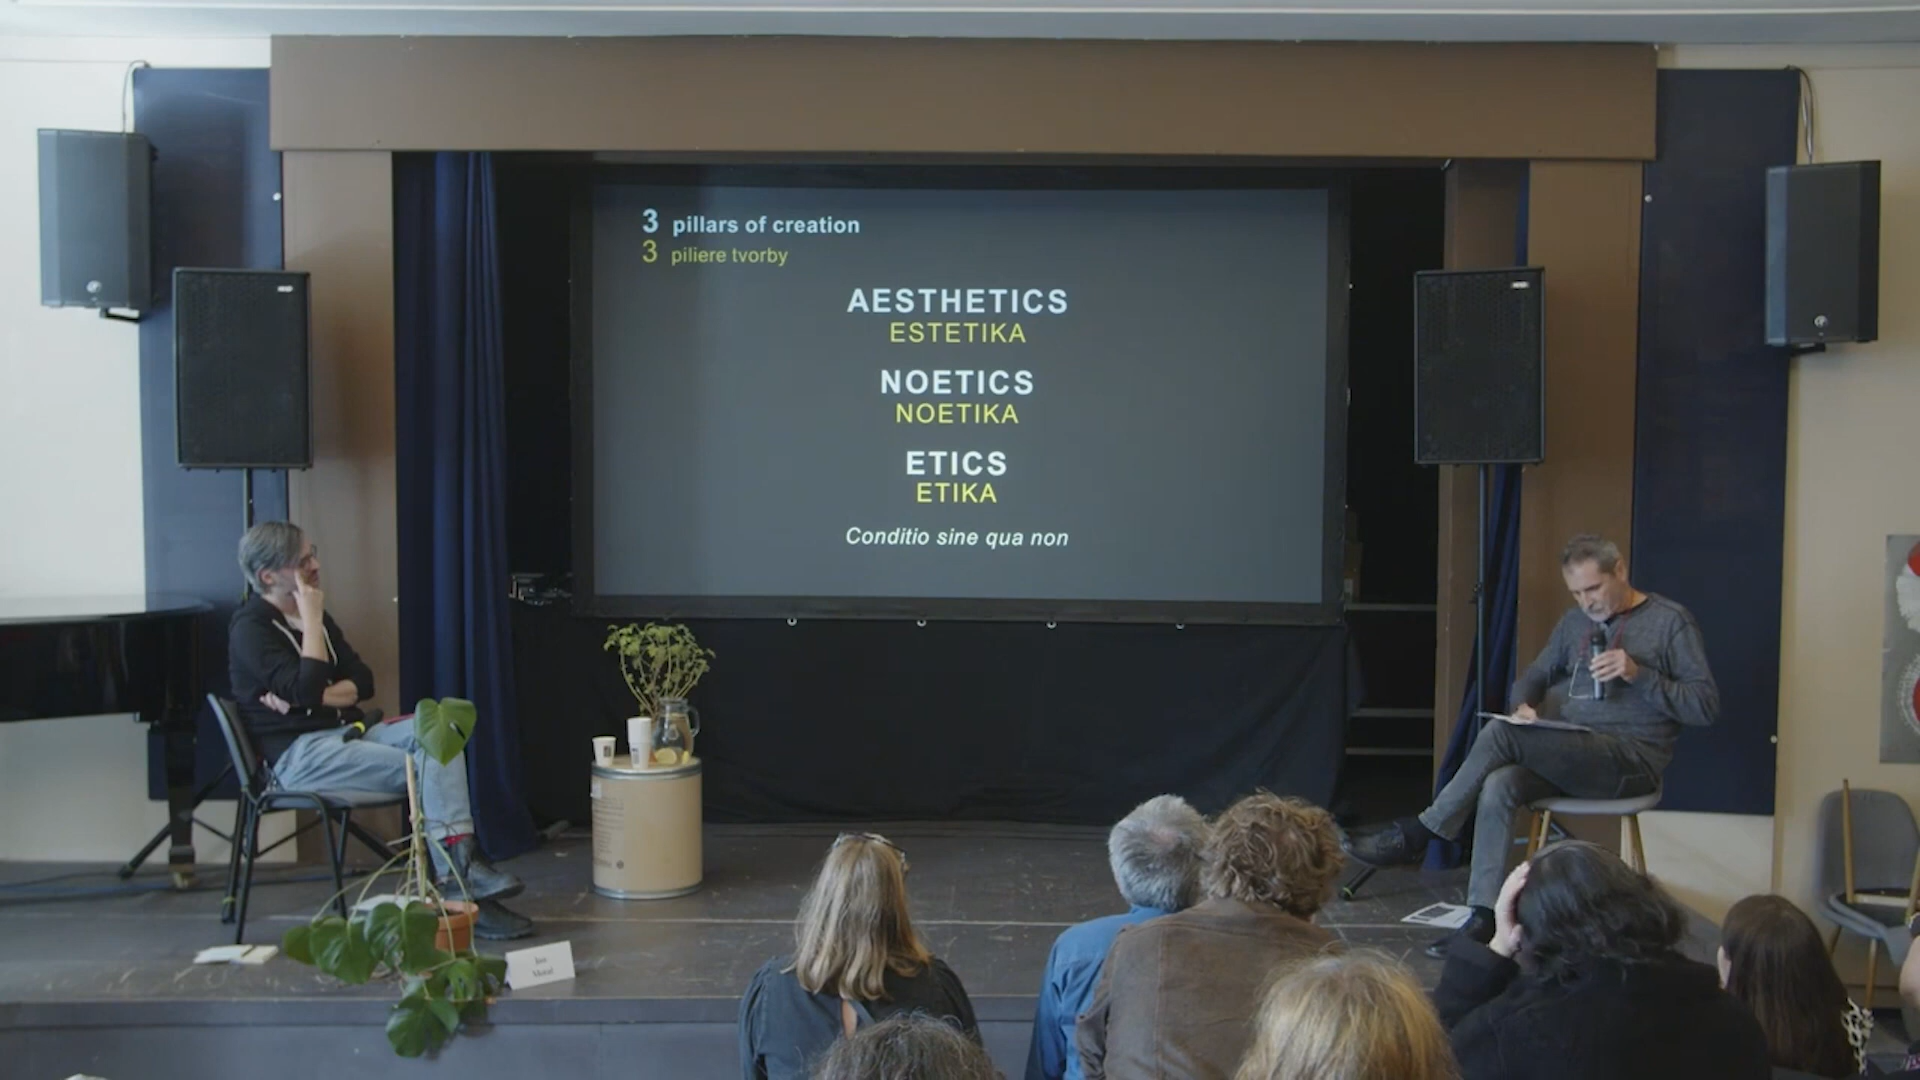 3 pillars of creation
3 piliere tvorby
AESTHETICS
ESTETIKA
NOETICS
NOETIKA
ETICS
ETIKA
Conditio sine qua non